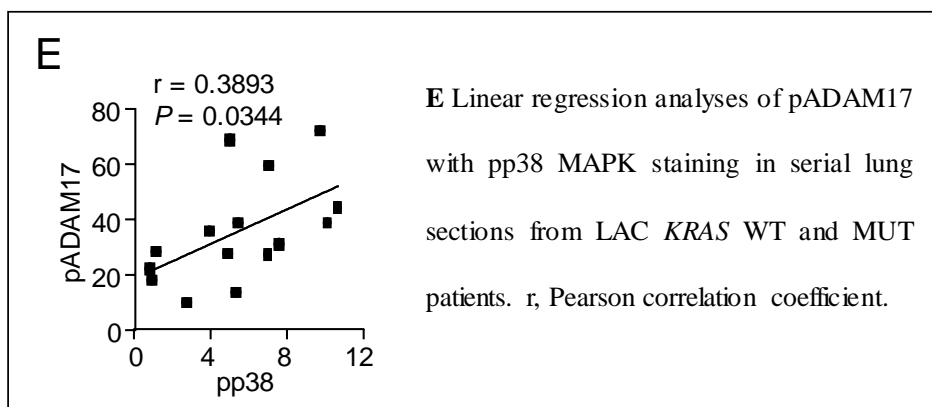 E
r = 0.3893
P = 0.0344
80
60
40
20
0
pADAM17
0 4 8 12
pp38
E Linear regression analyses of pADAM17
with pp38 MAPK staining in serial lung
sections from LAC KRAS WT and MUT
patients. r, Pearson correlation coefficient.